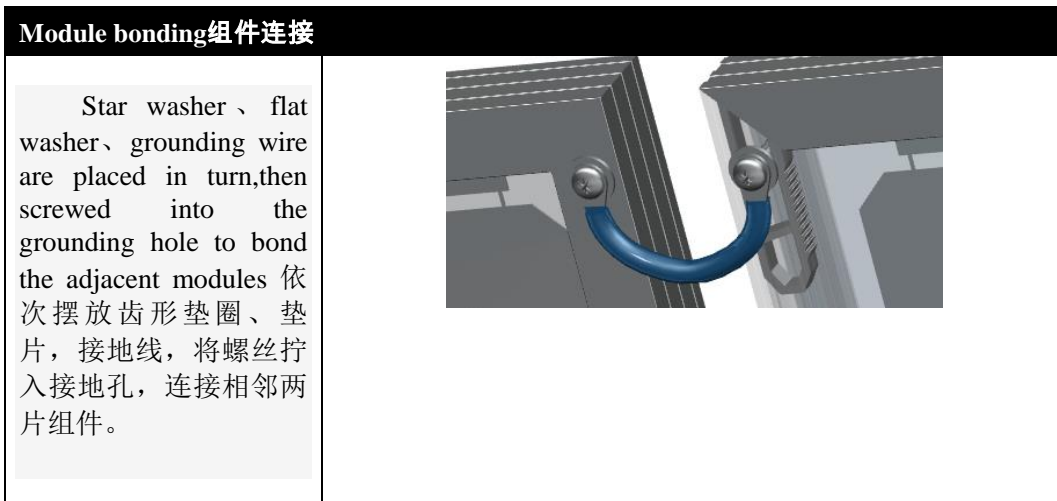 Module bonding组件连接
Star washer、flat
washer、grounding wire
are placed in turn,then
screwed into the
grounding hole to bond
the adjacent modules 依
次摆放齿形垫圈、垫
片，接地线，将螺丝拧
入接地孔，连接相邻两
片组件。